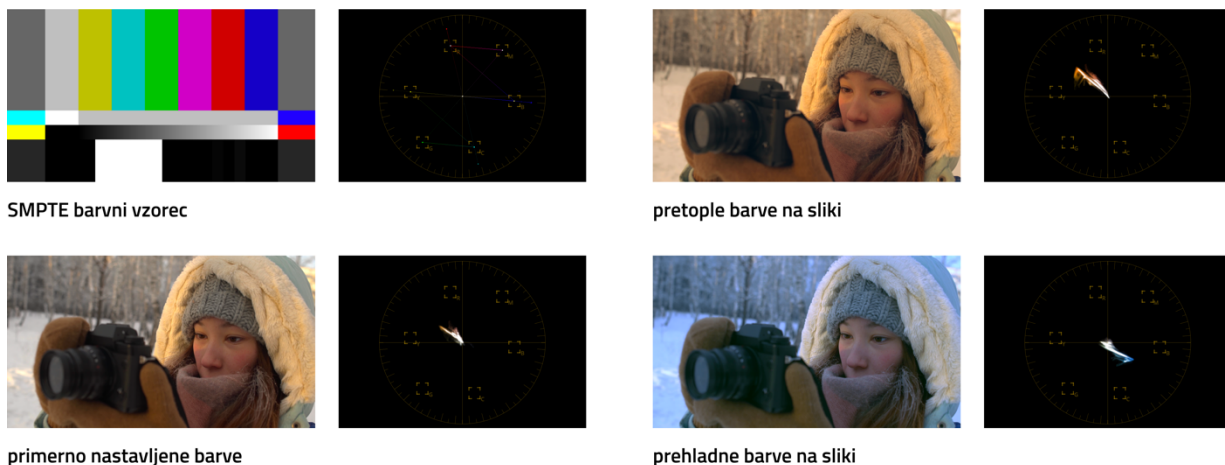 SMPTE barvni vzorec
pretople barve na sliki
primerno nastavljene barve
prehladne barve na sliki